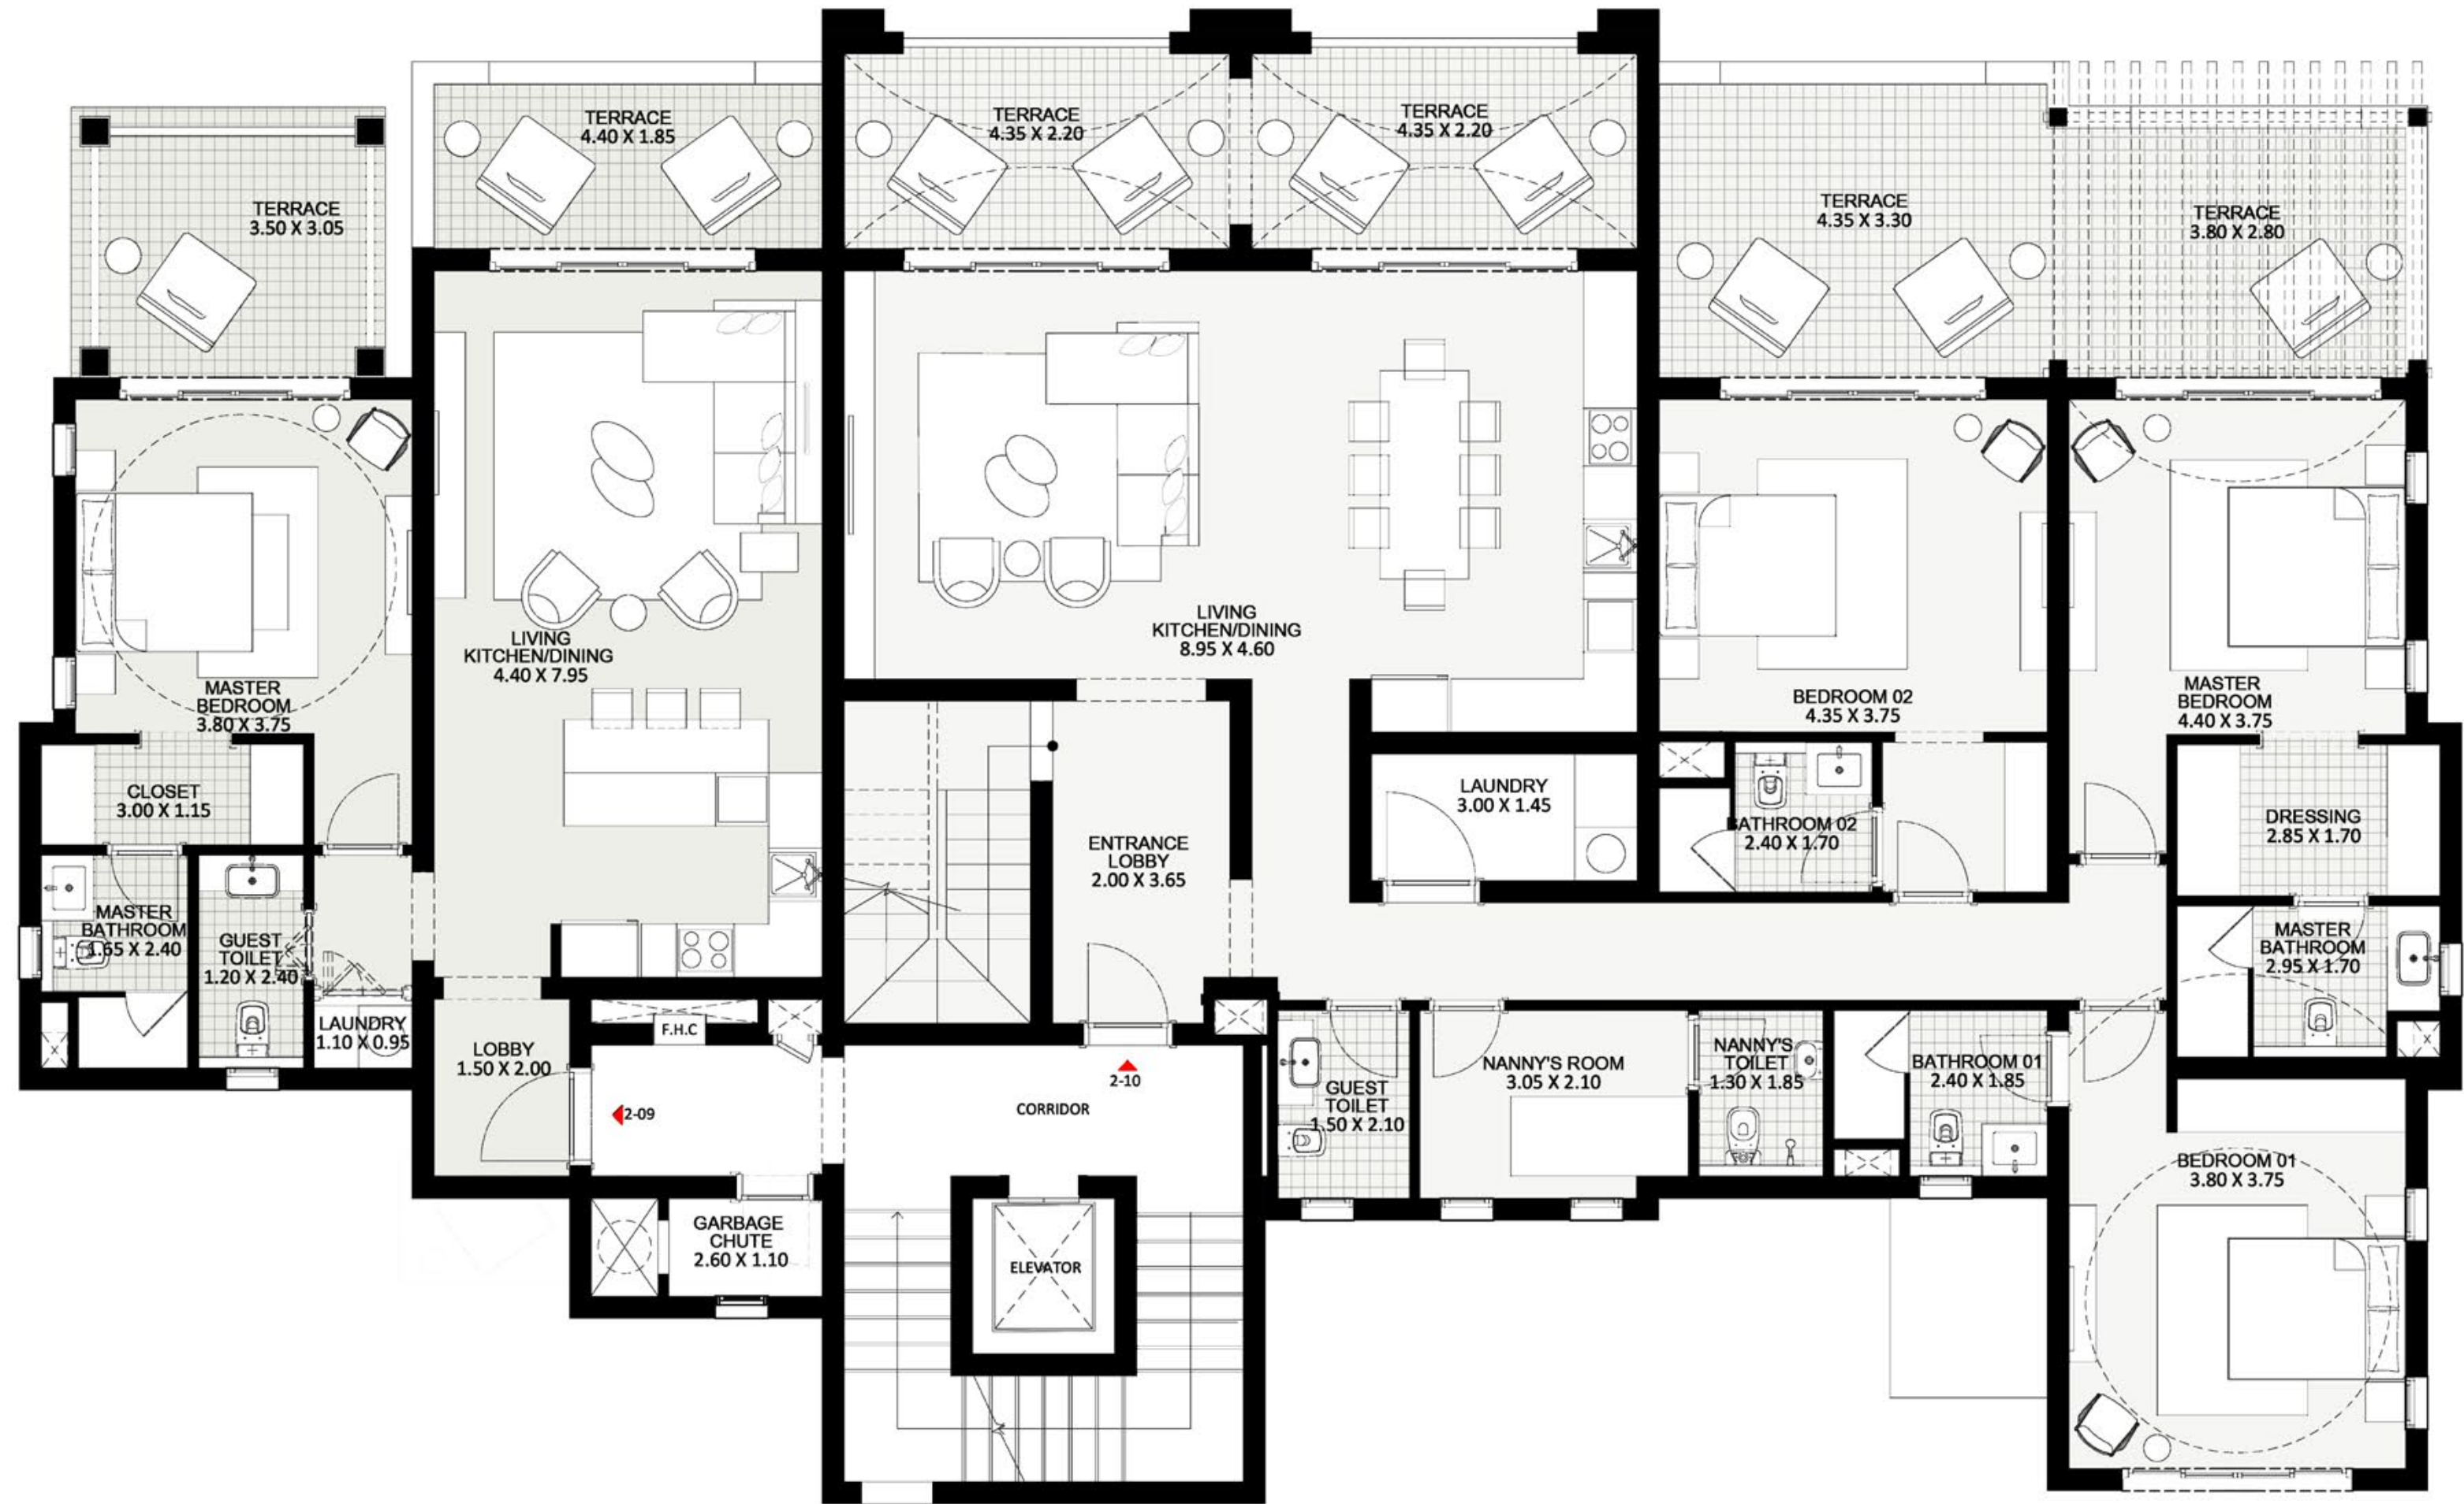 TERRACE
3.50 X 3.05
TERRACE
4.40 X 1.85
TERRACE
4.35 X 2.20
TERRACE
4.35 X 2.20
TERRACE
4.35 X 3.30
TERRACE
3.80 X 2.80
LIVING
KITCHEN/DINING
4.40 X 7.95
LIVING
KITCHEN/DINING
8.95 X 4.60
MASTER
BEDROOM
3.80 X 3.75
BEDROOM 02
4.35 X 3.75
MASTER
BEDROOM
4.40 X 3.75
CLOSET
3.00 X 1.15
LAUNDRY
3.00 X 1.45
ENTRANCE
LOBBY
2.00 X 3.65
BATHROOM 02
2.40 X 1.70
DRESSING
2.85 X 1.70
MASTER
BATHROOM
1.65 X 2.40
GUEST
TOILET
1.20 X 2.40
MASTER
BATHROOM
2.95 X 1.70
LAUNDRY
1.10 X 0.95
F.H.C
LOBBY
1.50 X 2.00
2-09
2-10
CORRIDOR
GUEST
TOILET
1.50 X 2.10
NANNY'S ROOM
3.05 X 2.10
NANNY'S
TOILET
1.30 X 1.85
BATHROOM 01
2.40 X 1.85
GARBAGE
CHUTE
2.60 X 1.10
ELEVATOR
BEDROOM 01
3.80 X 3.75